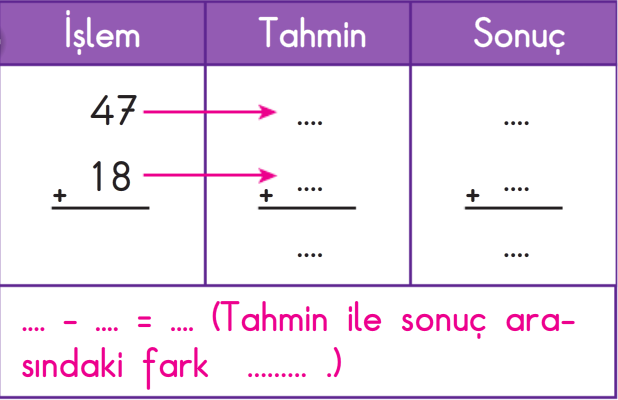 İşlem Tahmin Sonuç
47 .... ....
18 .... ....
+ + +
.... ....
.... - .... = .... (Tahmin ile sonuç ara-
sındaki fark ......... .)